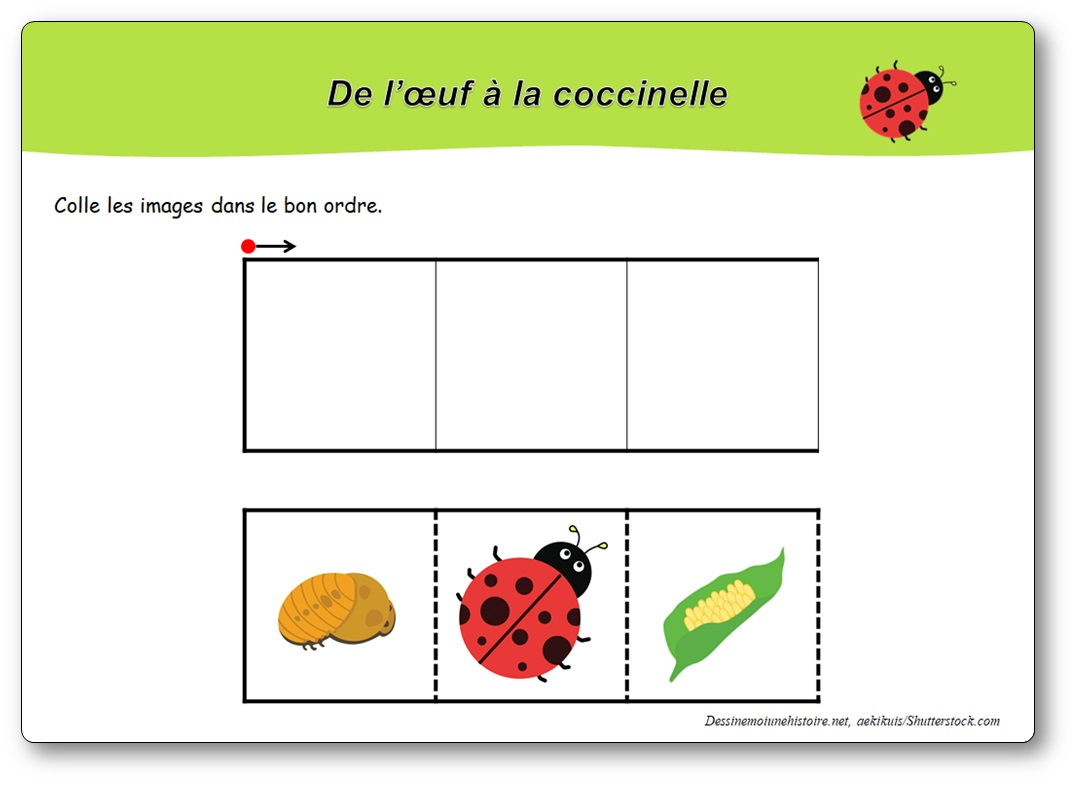 De l’œuf à la coccinelle
Colle les images dans le bon ordre.
Dessinemoiunehistoire.net, aekikuis/Shutterstock.com